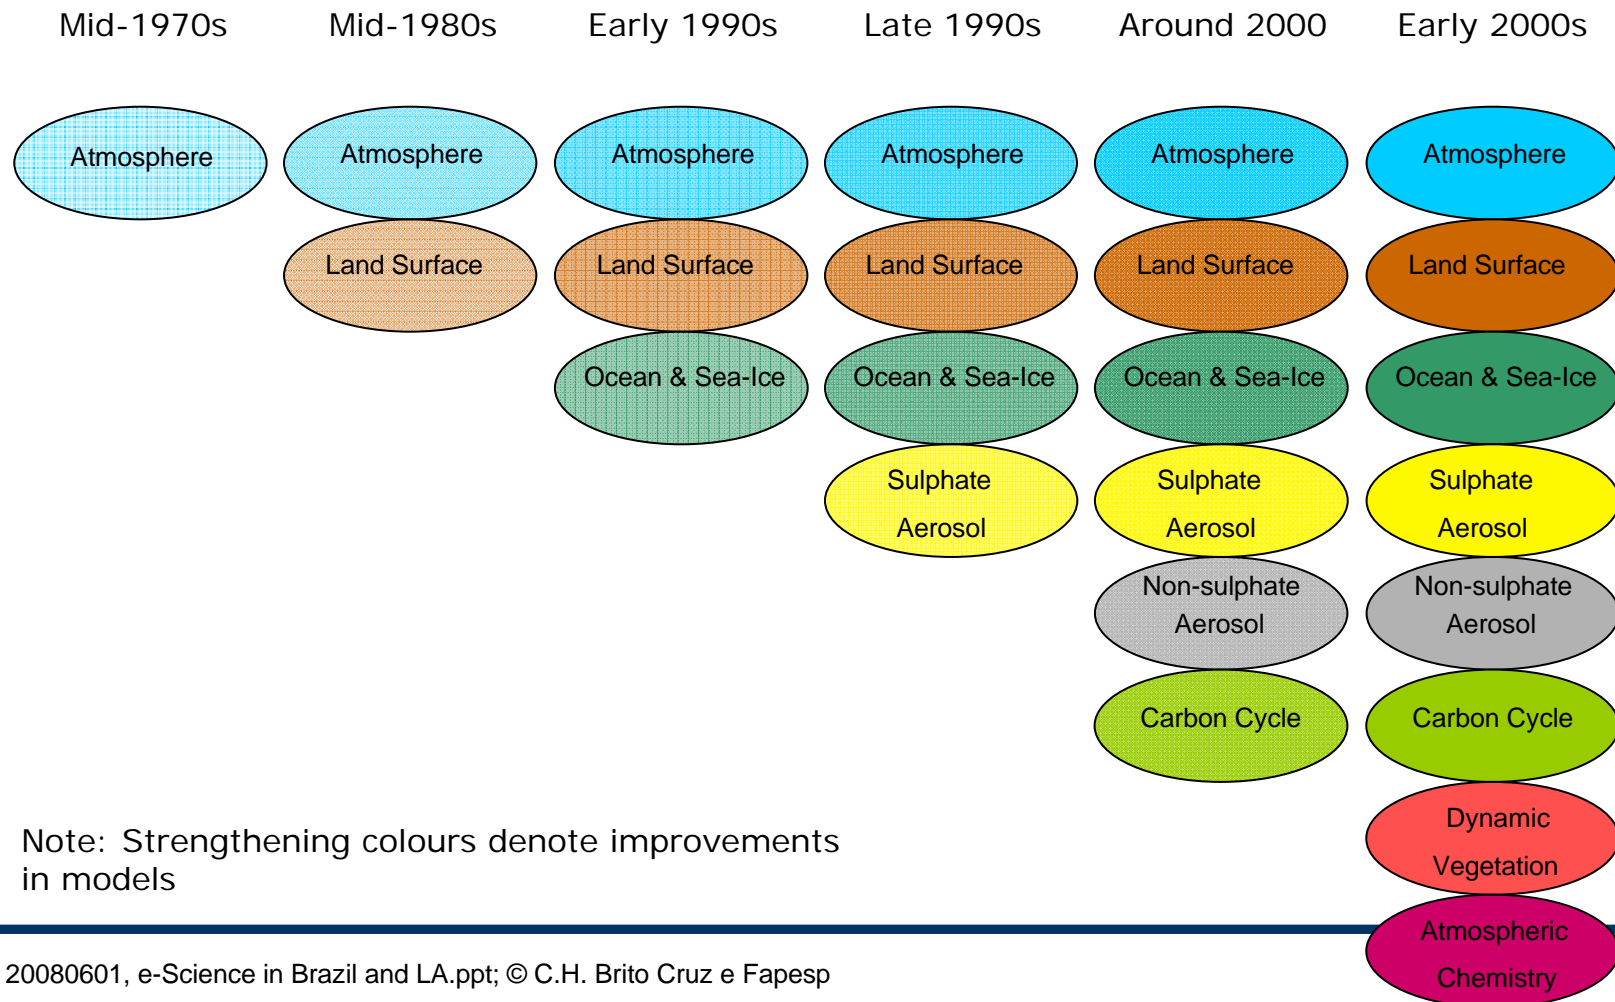 Mid-1970s Mid-1980s Early 1990s Late 1990s Around 2000 Early 2000s
Atmosphere Atmosphere Atmosphere Atmosphere Atmosphere Atmosphere
Land Surface Land Surface Land Surface Land Surface Land Surface
Ocean & Sea-Ice Ocean & Sea-Ice Ocean & Sea-Ice Ocean & Sea-Ice
Sulphate Sulphate Sulphate
Aerosol Aerosol Aerosol
Non-sulphate Non-sulphate
Aerosol Aerosol
Carbon Cycle Carbon Cycle
Dynamic
Vegetation
Atmospheric
Chemistry
Note: Strengthening colours denote improvements
in models
20080601, e-Science in Brazil and LA.ppt; © C.H. Brito Cruz e Fapesp